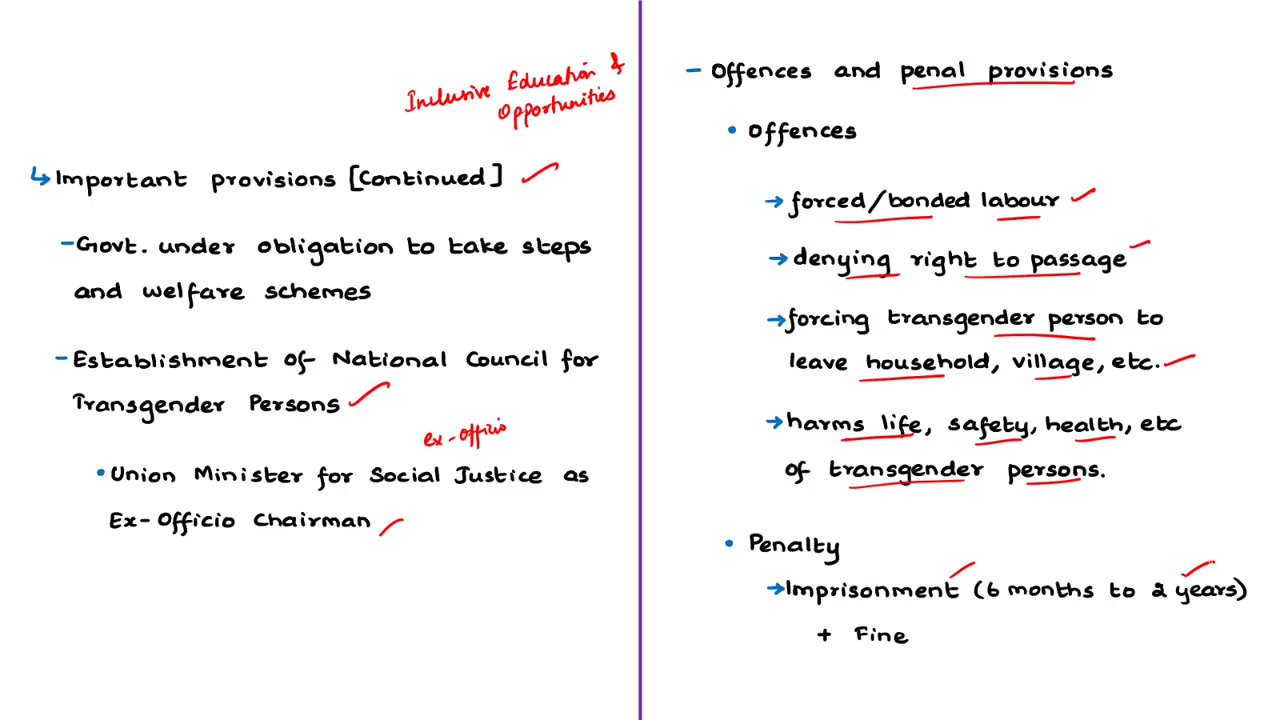 Inclusive Education &
Opportunities
↳ Important provisions [Continued]
- Govt. under obligation to take steps
and welfare schemes
- Establishment of National Council for
Transgender Persons
ex-officio
• Union Minister for Social Justice as
Ex-Officio Chairman
- Offences and penal provisions
• Offences
→ forced/bonded labour
→ denying right to passage
→ forcing transgender person to
leave household, village, etc.
→ harms life, safety, health, etc
of transgender persons.
• Penalty
→ Imprisonment (6 months to 2 years)
+ Fine